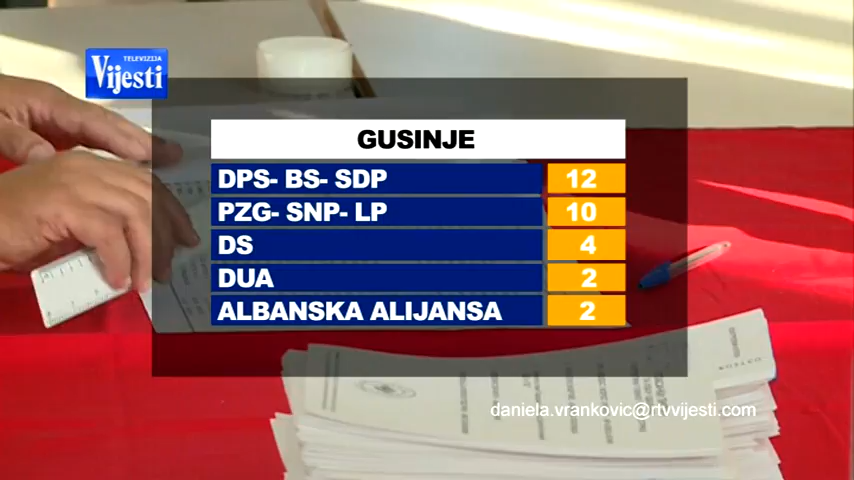 TELEVIZIJA
Vijesti
GUSINJE
DPS- BS- SDP 12
PZG- SNP- LP 10
DS 4
DUA 2
ALBANSKA ALIJANSA 2
daniela.vrankovic@rtvvijesti.com